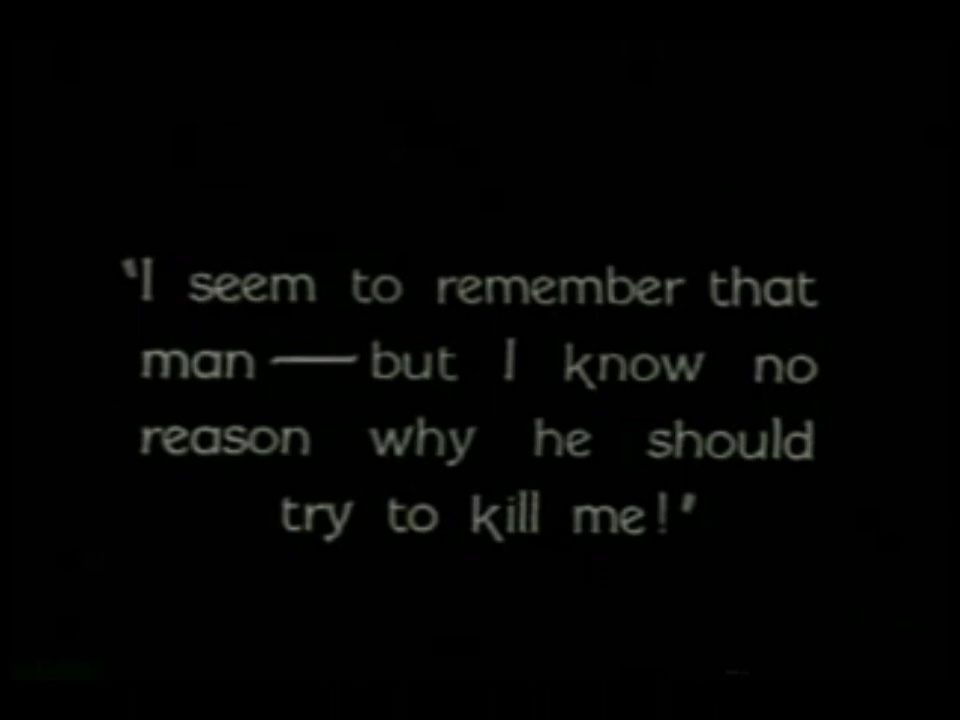 "I seem to remember that
man — but I know no
reason why he should
try to kill me!"